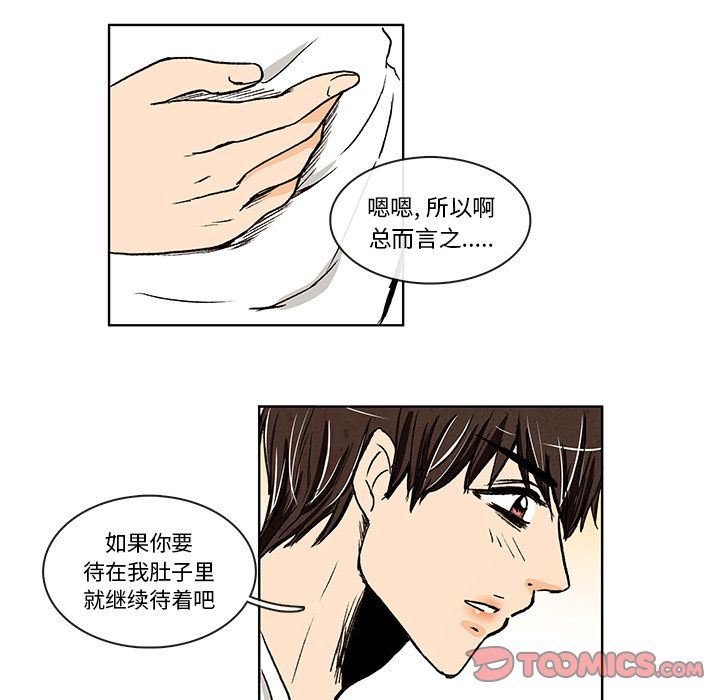 嗯嗯, 所以啊
总而言之.....
如果你要
待在我肚子里
就继续待着吧
TOOMICS.COM